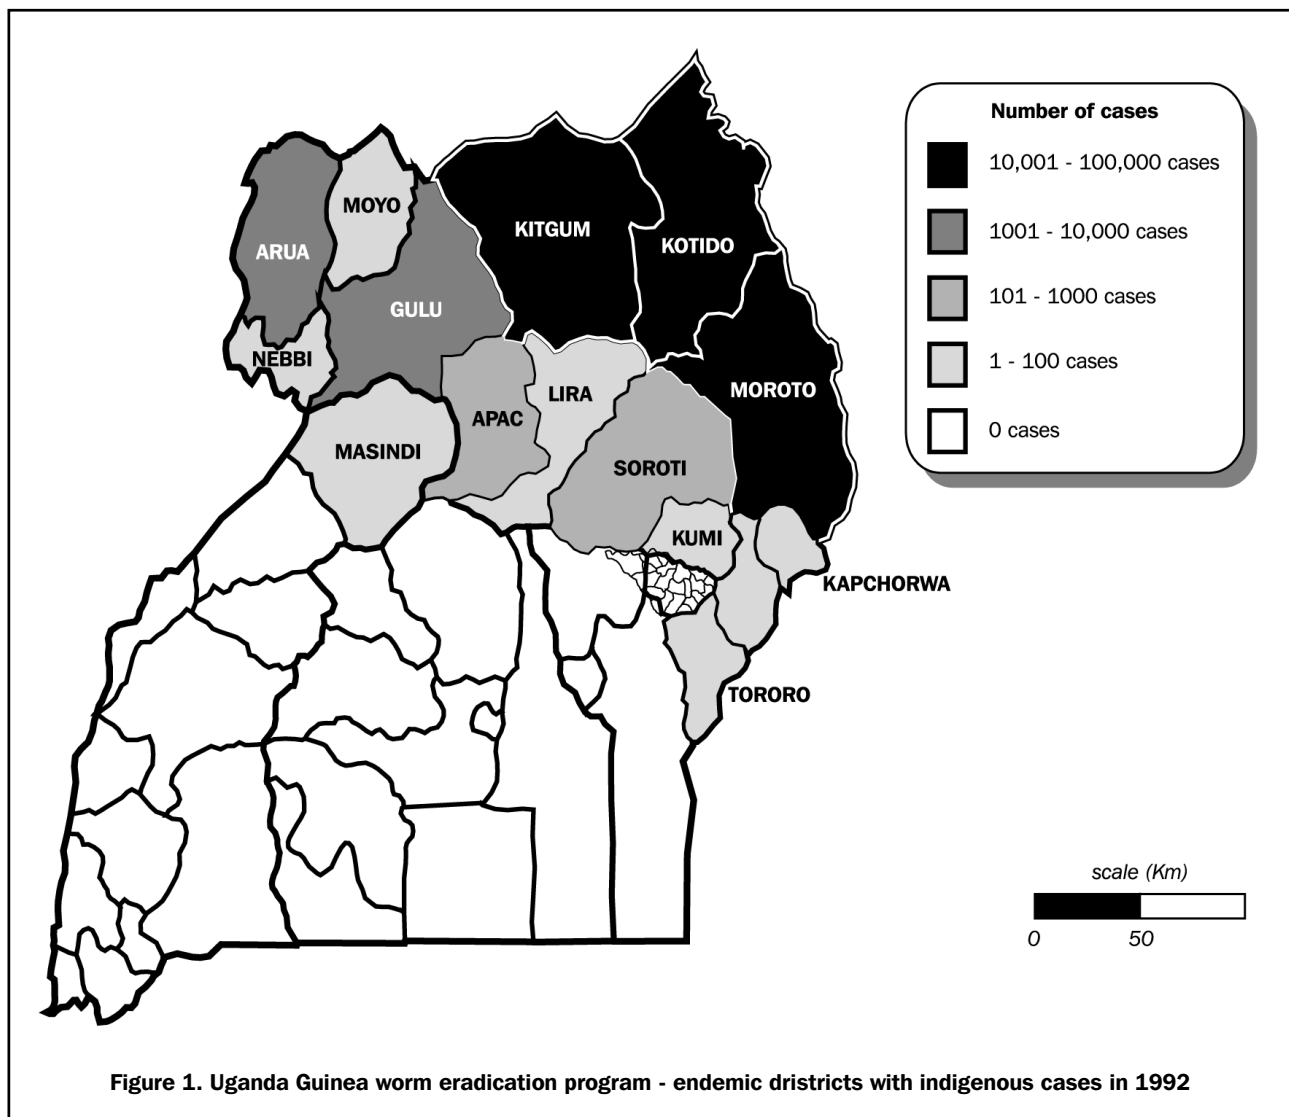 Number of cases
10,001 - 100,000 cases
1001 - 10,000 cases
101 - 1000 cases
1 - 100 cases
0 cases
MOYO
ARUA
KITGUM
KOTIDO
GULU
NEBBI
LIRA
MOROTO
APAC
MASINDI
SOROTI
KUMI
KAPCHORWA
TORORO
scale (Km)
0 50
Figure 1. Uganda Guinea worm eradication program - endemic dristricts with indigenous cases in 1992